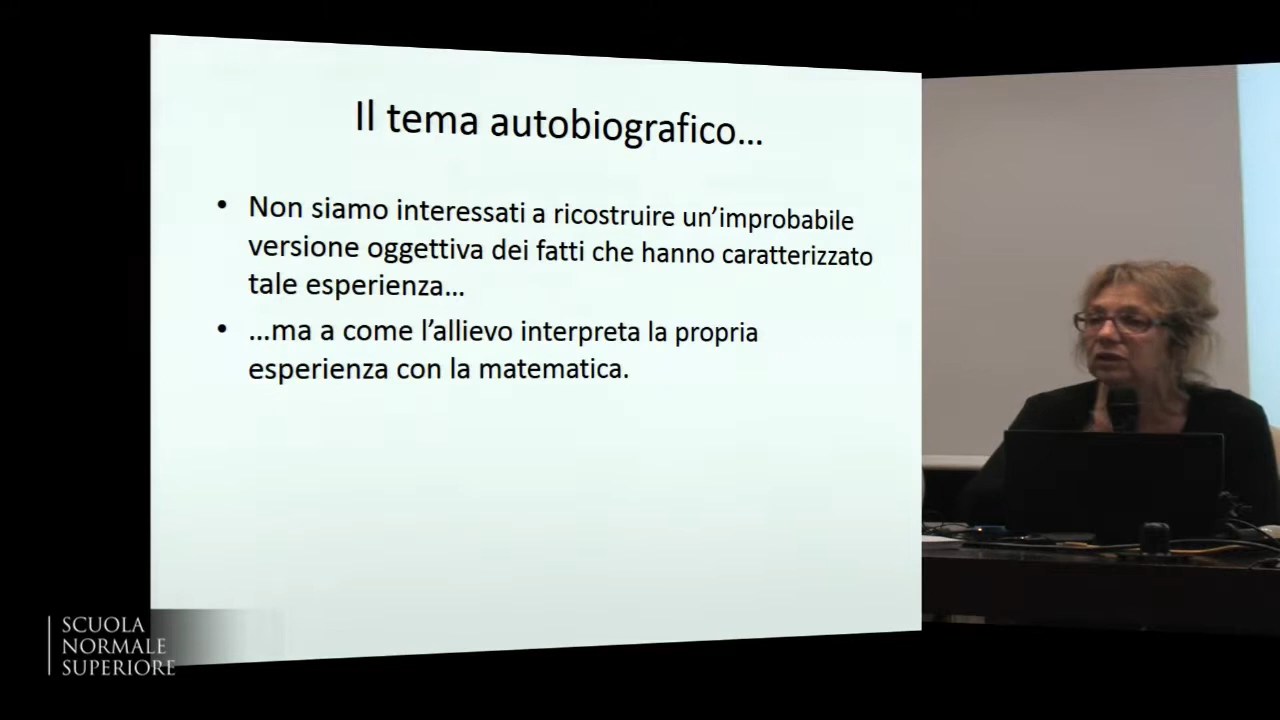 Il tema autobiografico...
• Non siamo interessati a ricostruire un'improbabile
versione oggettiva dei fatti che hanno caratterizzato
tale esperienza...
• ...ma a come l'allievo interpreta la propria
esperienza con la matematica.
SCUOLA
NORMALE
SUPERIORE